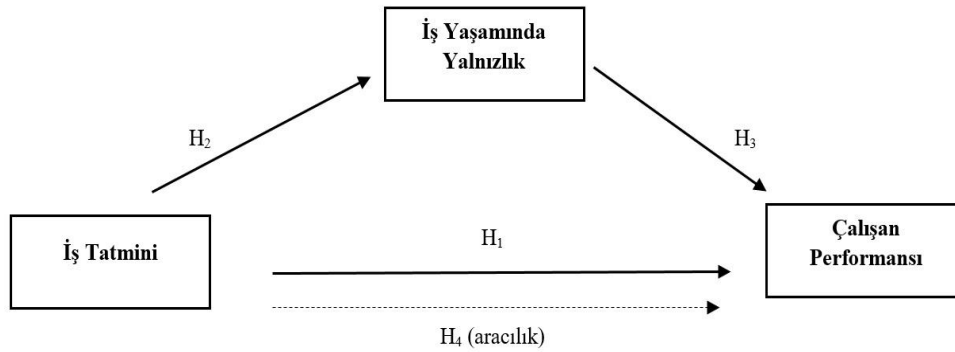 İş Yaşamında
Yalnızlık
H₂
H₃
İş Tatmini
H₁
Çalışan
Performansı
H₄ (aracılık)